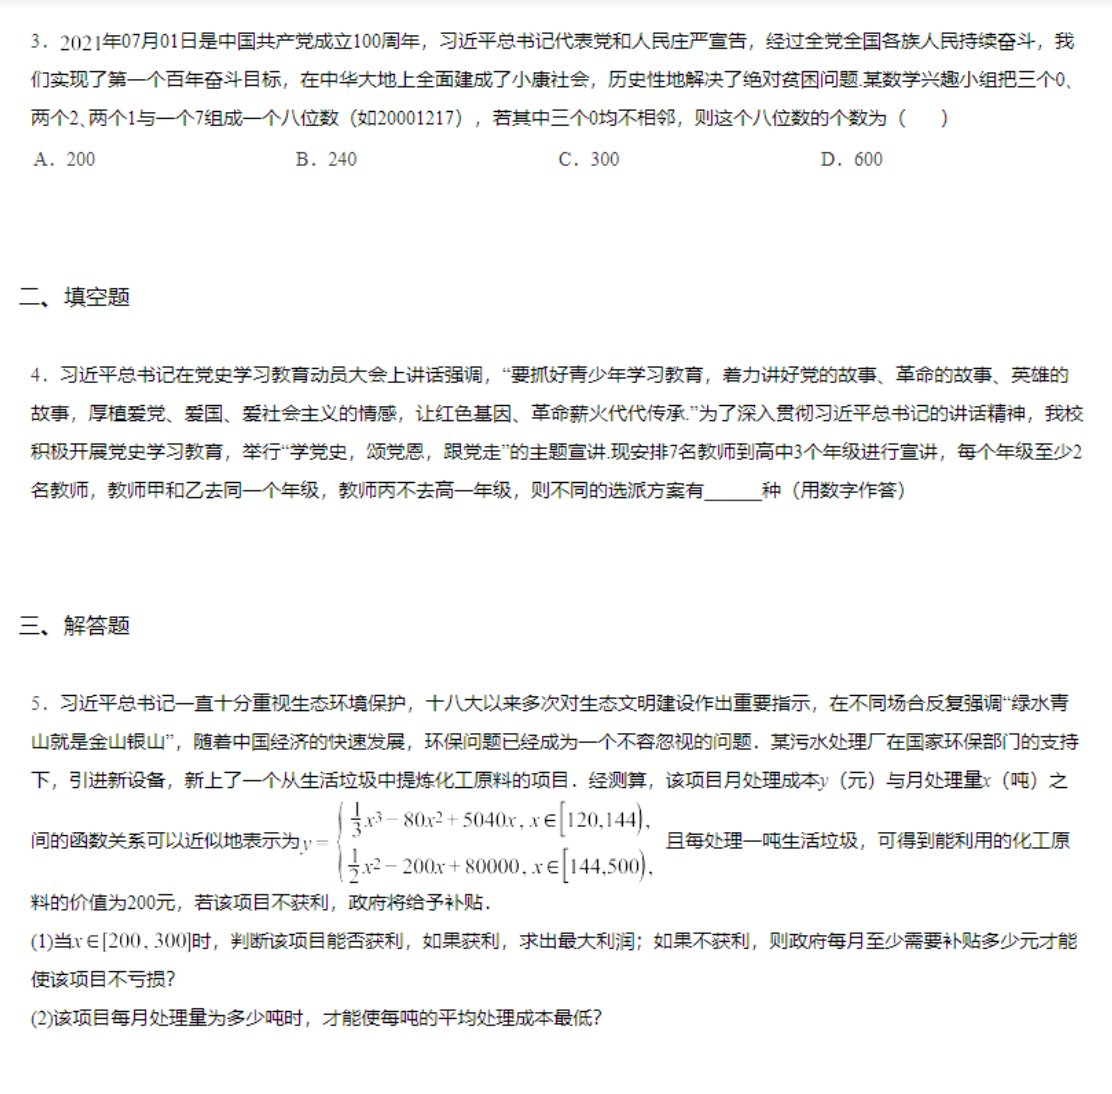 3．2021年07月01日是中国共产党成立100周年，习近平总书记代表党和人民庄严宣告，经过全党全国各族人民持续奋斗，我
们实现了第一个百年奋斗目标，在中华大地上全面建成了小康社会，历史性地解决了绝对贫困问题.某数学兴趣小组把三个0、
两个2、两个1与一个7组成一个八位数（如20001217），若其中三个0均不相邻，则这个八位数的个数为（　　）
A．200　　B．240　　C．300　　D．600
二、填空题
4．习近平总书记在党史学习教育动员大会上讲话强调，“要抓好青少年学习教育，着力讲好党的故事、革命的故事、英雄的
故事，厚植爱党、爱国、爱社会主义的情感，让红色基因、革命薪火代代传承.”为了深入贯彻习近平总书记的讲话精神，我校
积极开展党史学习教育，举行“学党史，颂党恩，跟党走”的主题宣讲.现安排7名教师到高中3个年级进行宣讲，每个年级至少2
名教师，教师甲和乙去同一个年级，教师丙不去高一年级，则不同的选派方案有______种（用数字作答）
三、解答题
5．习近平总书记一直十分重视生态环境保护，十八大以来多次对生态文明建设作出重要指示，在不同场合反复强调“绿水青
山就是金山银山”，随着中国经济的快速发展，环保问题已经成为一个不容忽视的问题．某污水处理厂在国家环保部门的支持
下，引进新设备，新上了一个从生活垃圾中提炼化工原料的项目．经测算，该项目月处理成本y（元）与月处理量x（吨）之
间的函数关系可以近似地表示为y = { 1/3 x³ − 80x² + 5040x, x∈[120,144), 1/2 x² − 200x + 80000, x∈[144,500), 且每处理一吨生活垃圾，可得到能利用的化工原
料的价值为200元，若该项目不获利，政府将给予补贴．
(1)当x∈[200，300]时，判断该项目能否获利，如果获利，求出最大利润；如果不获利，则政府每月至少需要补贴多少元才能
使该项目不亏损？
(2)该项目每月处理量为多少吨时，才能使每吨的平均处理成本最低？